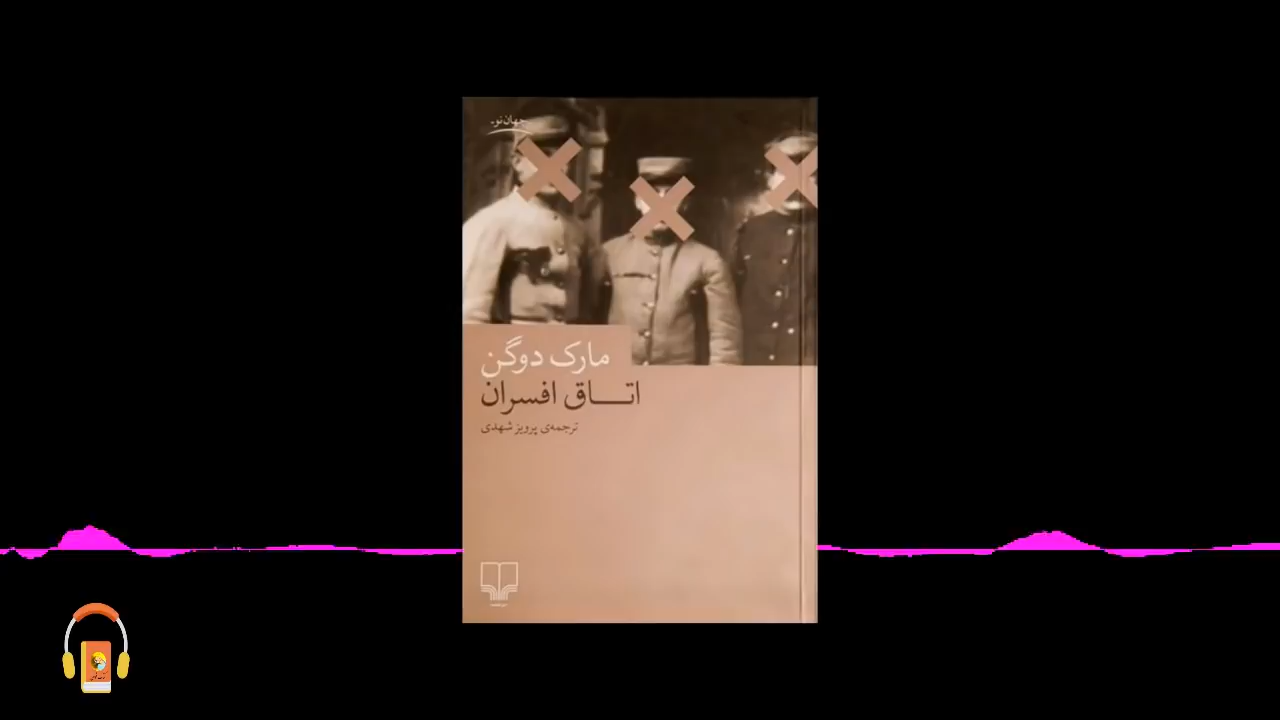 جهان‌نو-
مارک دوگن
اتـــاق افسران
ترجمه‌ی پرویز شهدی